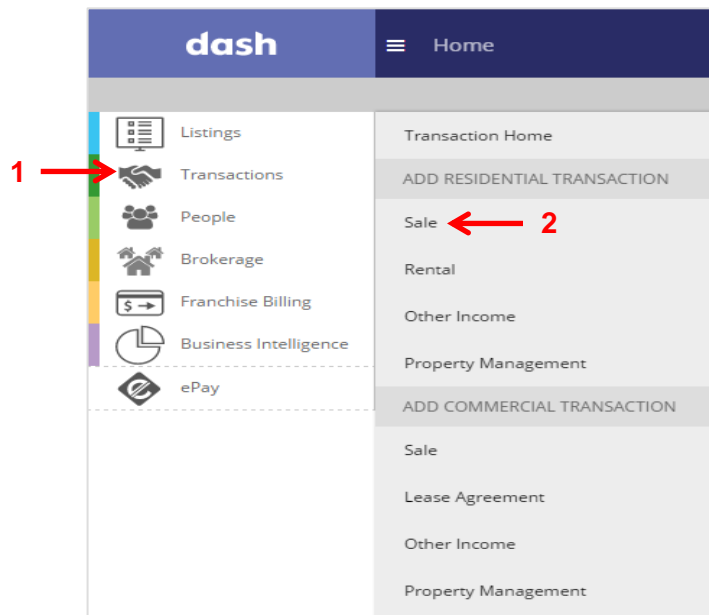 dash
Home
Listings
1
Transactions
People
Brokerage
Franchise Billing
$
Business Intelligence
ePay
Transaction Home
ADD RESIDENTIAL TRANSACTION
Sale
2
Rental
Other Income
Property Management
ADD COMMERCIAL TRANSACTION
Sale
Lease Agreement
Other Income
Property Management